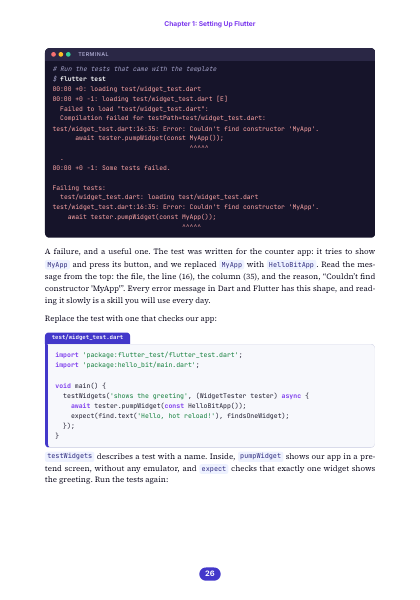 Chapter 1: Setting Up Flutter
TERMINAL
# Run the tests that came with the template
$ flutter test
00:00 +0: loading test/widget_test.dart
00:00 +0 -1: loading test/widget_test.dart [E]
Failed to load "test/widget_test.dart":
Compilation failed for testPath=test/widget_test.dart:
test/widget_test.dart:16:35: Error: Couldn't find constructor 'MyApp'.
await tester.pumpWidget(const MyApp());
^^^^^
.
00:00 +0 -1: Some tests failed.
Failing tests:
test/widget_test.dart: loading test/widget_test.dart
test/widget_test.dart:16:35: Error: Couldn't find constructor 'MyApp'.
await tester.pumpWidget(const MyApp());
^^^^^
A failure, and a useful one. The test was written for the counter app: it tries to show
MyApp and press its button, and we replaced MyApp with HelloBitApp. Read the mes-
sage from the top: the file, the line (16), the column (35), and the reason, “Couldn't find
constructor 'MyApp'”. Every error message in Dart and Flutter has this shape, and read-
ing it slowly is a skill you will use every day.
Replace the test with one that checks our app:
test/widget_test.dart
import 'package:flutter_test/flutter_test.dart';
import 'package:hello_bit/main.dart';
void main() {
testWidgets('shows the greeting', (WidgetTester tester) async {
await tester.pumpWidget(const HelloBitApp());
expect(find.text('Hello, hot reload!'), findsOneWidget);
});
}
testWidgets describes a test with a name. Inside, pumpWidget shows our app in a pre-
tend screen, without any emulator, and expect checks that exactly one widget shows
the greeting. Run the tests again:
26